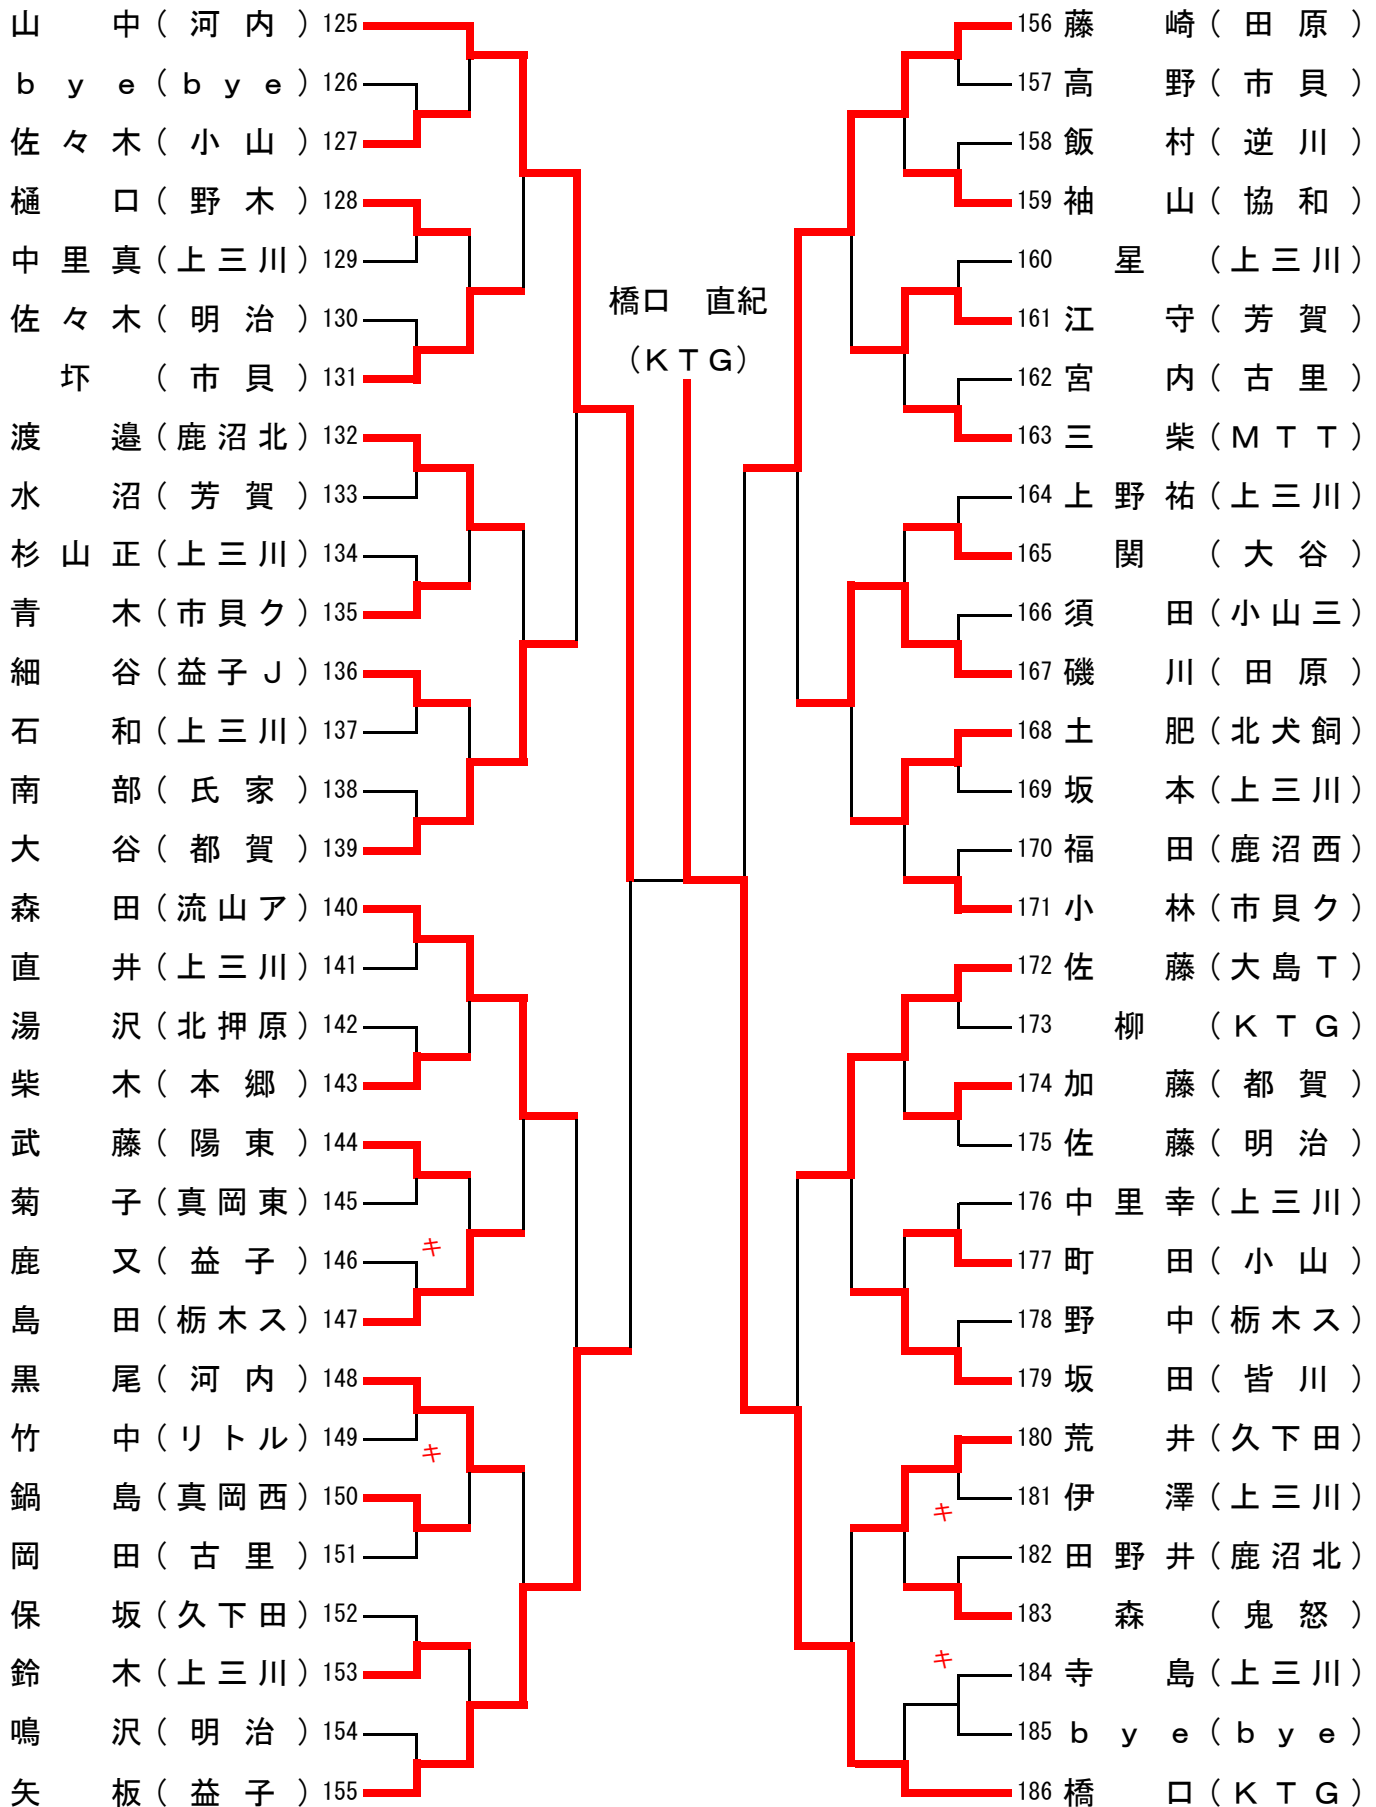 山中（河内）125
ｂｙｅ（ｂｙｅ）126
佐々木（小山）127
樋口（野木）128
中里真（上三川）129
佐々木（明治）130
坏（市貝）131
渡邉（鹿沼北）132
水沼（芳賀）133
杉山正（上三川）134
青木（市貝ク）135
細谷（益子Ｊ）136
石和（上三川）137
南部（氏家）138
大谷（都賀）139
森田（流山ア）140
直井（上三川）141
湯沢（北押原）142
柴木（本郷）143
武藤（陽東）144
菊子（真岡東）145
鹿又（益子）146
キ
島田（栃木ス）147
黒尾（河内）148
竹中（リトル）149
キ
鍋島（真岡西）150
岡田（古里）151
保坂（久下田）152
鈴木（上三川）153
鳴沢（明治）154
矢板（益子）155
橋口　直紀
（ＫＴＧ）
156 藤崎（田原）
157 高野（市貝）
158 飯村（逆川）
159 袖山（協和）
160 星（上三川）
161 江守（芳賀）
162 宮内（古里）
163 三柴（ＭＴＴ）
164 上野祐（上三川）
165 関（大谷）
166 須田（小山三）
167 磯川（田原）
168 土肥（北犬飼）
169 坂本（上三川）
170 福田（鹿沼西）
171 小林（市貝ク）
172 佐藤（大島Ｔ）
173 柳（ＫＴＧ）
174 加藤（都賀）
175 佐藤（明治）
176 中里幸（上三川）
177 町田（小山）
178 野中（栃木ス）
179 坂田（皆川）
180 荒井（久下田）
181 伊澤（上三川）
キ
182 田野井（鹿沼北）
183 森（鬼怒）
キ
184 寺島（上三川）
185 ｂｙｅ（ｂｙｅ）
186 橋口（ＫＴＧ）